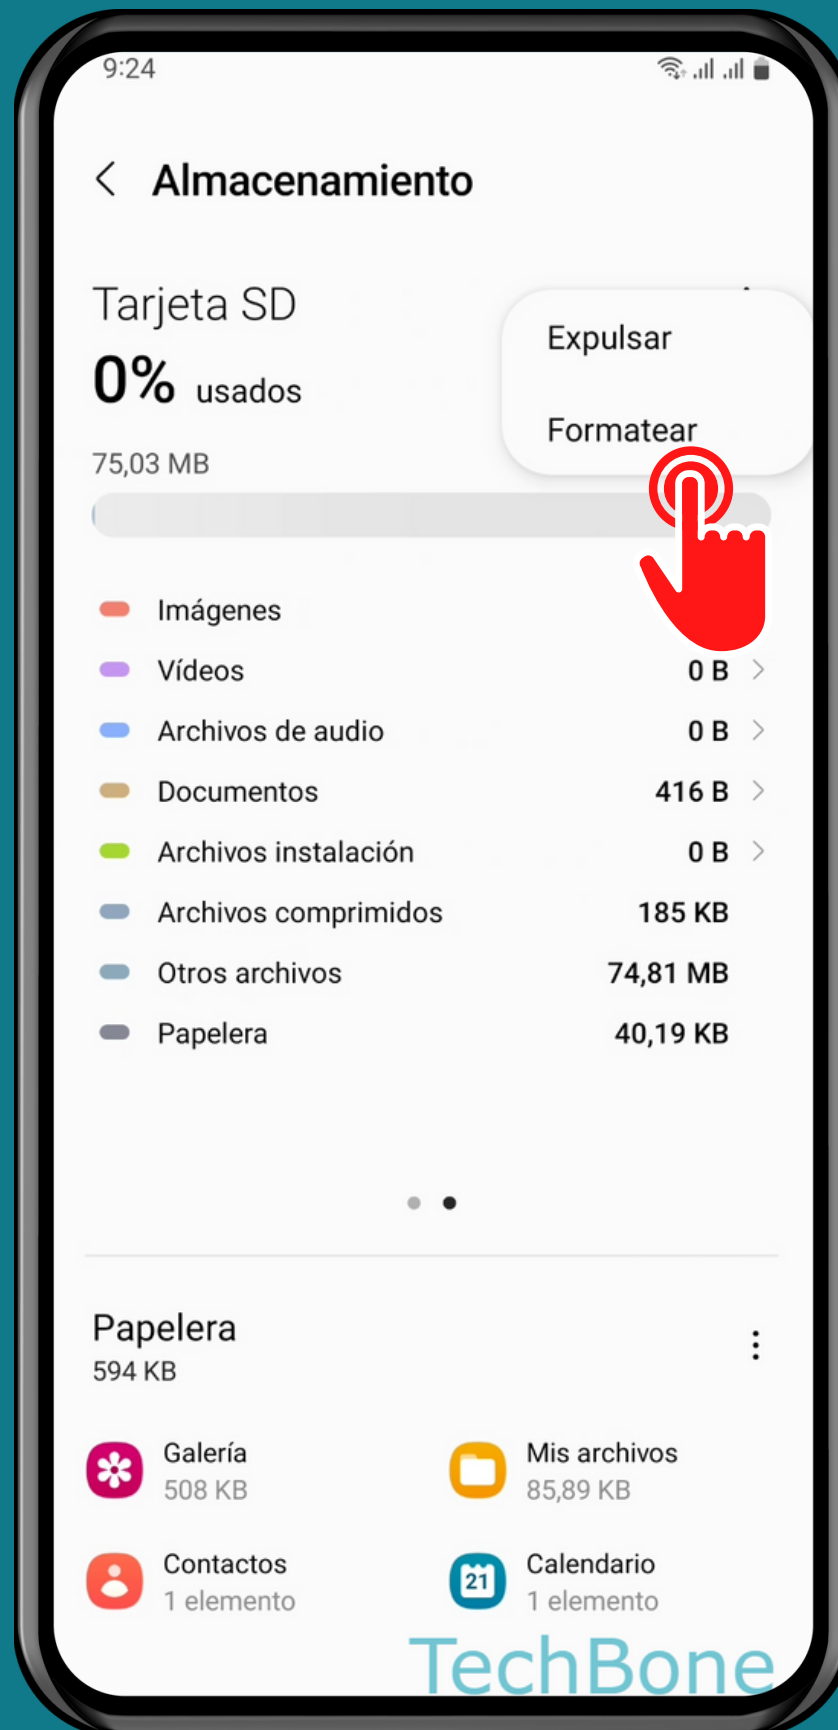 9:24
Almacenamiento
Tarjeta SD
0% usados
75,03 MB
Expulsar
Formatear
Imágenes
Vídeos 0 B
Archivos de audio 0 B
Documentos 416 B
Archivos instalación 0 B
Archivos comprimidos 185 KB
Otros archivos 74,81 MB
Papelera 40,19 KB
Papelera
594 KB
Galería
508 KB
Mis archivos
85,89 KB
Contactos
1 elemento
21
Calendario
1 elemento
TechBone